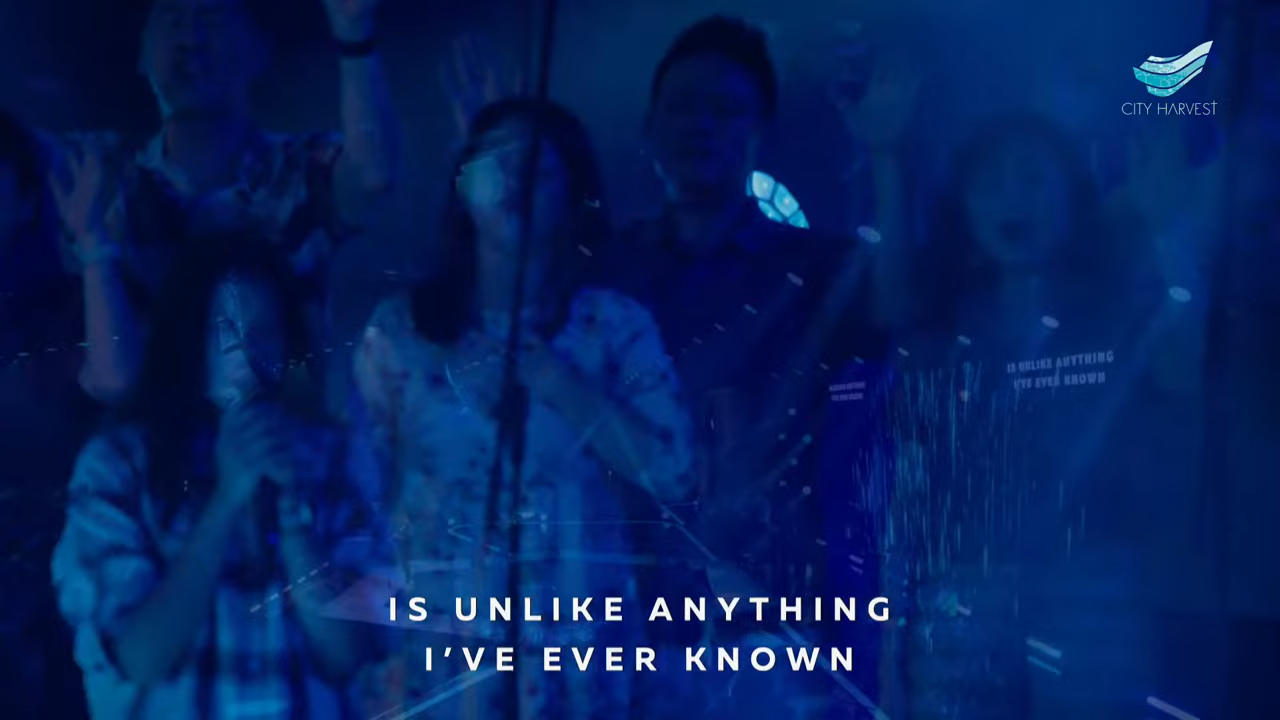 CITY HARVEST
IS UNLIKE ANYTHING
I'VE EVER KNOWN
IS UNLIKE ANYTHING
I'VE EVER KNOWN